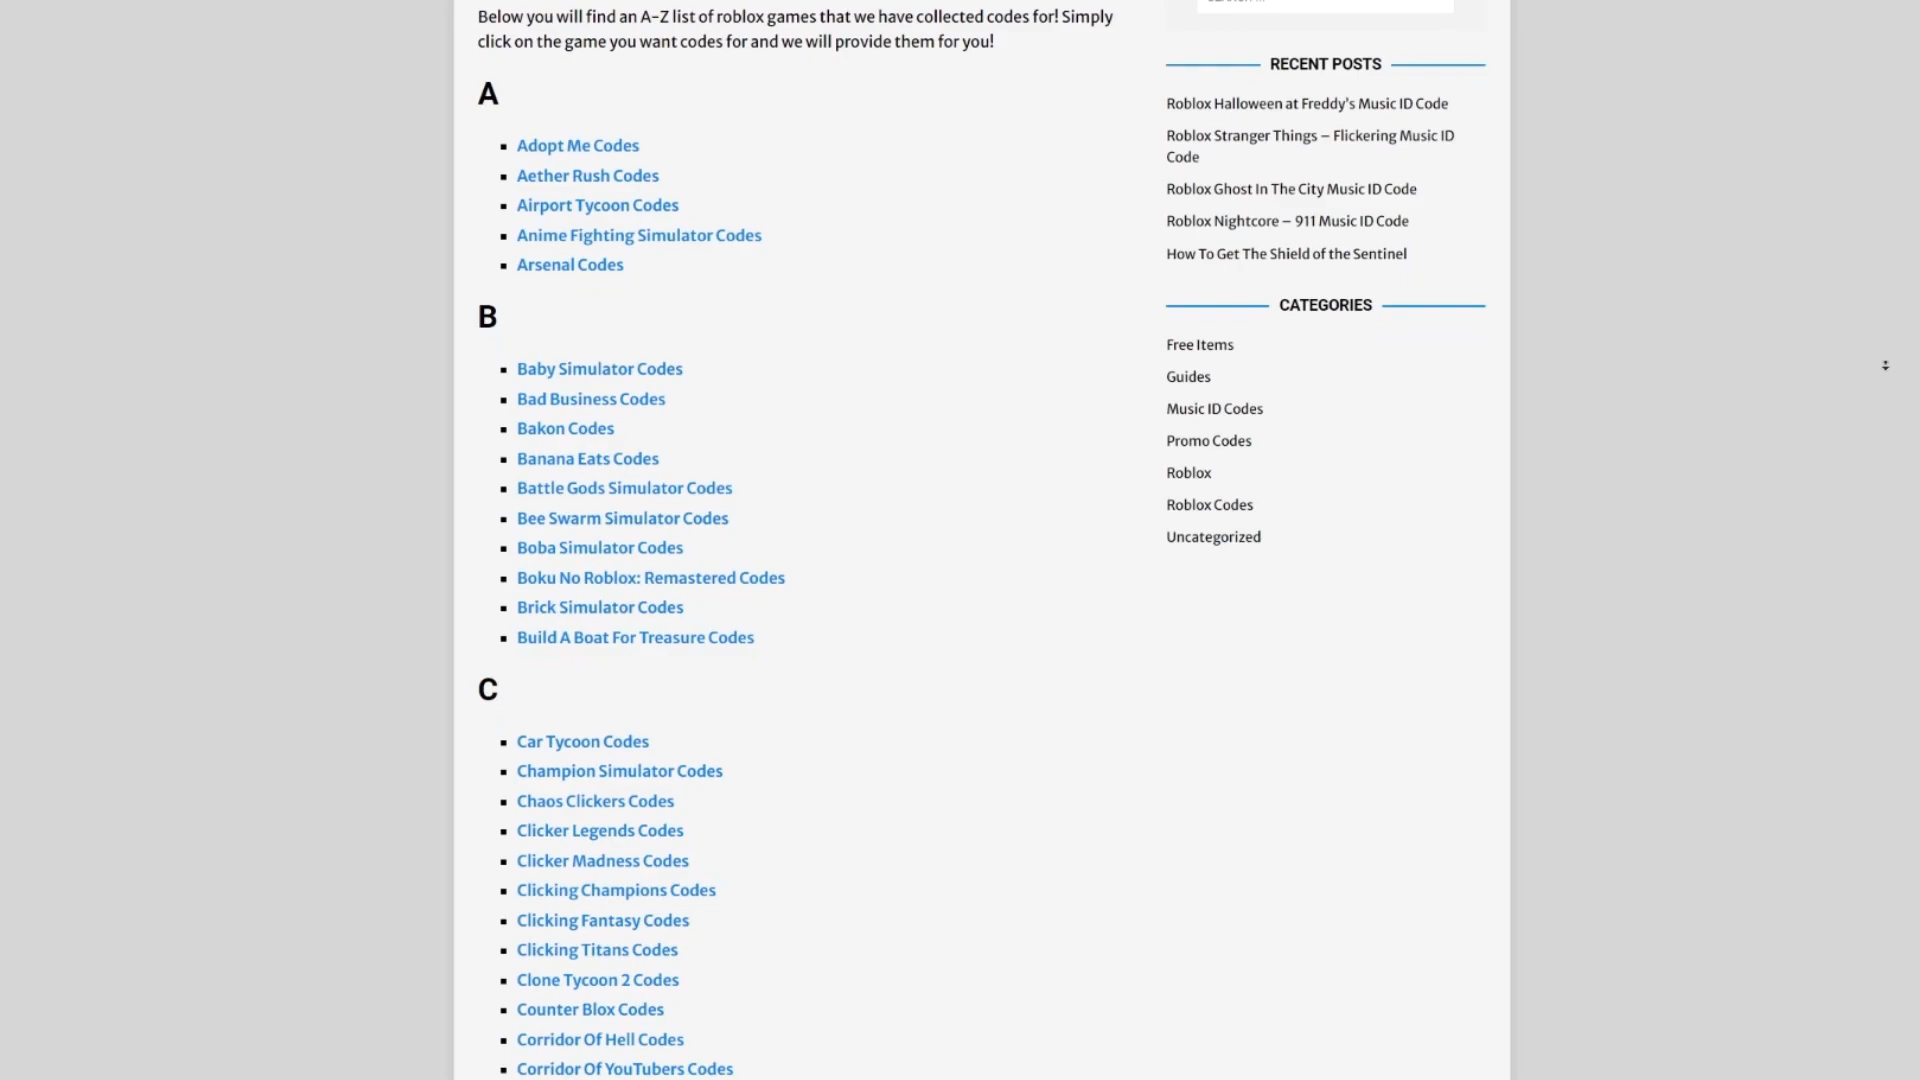 Below you will find an A-Z list of roblox games that we have collected codes for! Simply
click on the game you want codes for and we will provide them for you!
A
Adopt Me Codes
Aether Rush Codes
Airport Tycoon Codes
Anime Fighting Simulator Codes
Arsenal Codes
B
Baby Simulator Codes
Bad Business Codes
Bakon Codes
Banana Eats Codes
Battle Gods Simulator Codes
Bee Swarm Simulator Codes
Boba Simulator Codes
Boku No Roblox: Remastered Codes
Brick Simulator Codes
Build A Boat For Treasure Codes
C
Car Tycoon Codes
Champion Simulator Codes
Chaos Clickers Codes
Clicker Legends Codes
Clicker Madness Codes
Clicking Champions Codes
Clicking Fantasy Codes
Clicking Titans Codes
Clone Tycoon 2 Codes
Counter Blox Codes
Corridor Of Hell Codes
Corridor Of YouTubers Codes
RECENT POSTS
Roblox Halloween at Freddy's Music ID Code
Roblox Stranger Things – Flickering Music ID
Code
Roblox Ghost In The City Music ID Code
Roblox Nightcore – 911 Music ID Code
How To Get The Shield of the Sentinel
CATEGORIES
Free Items
Guides
Music ID Codes
Promo Codes
Roblox
Roblox Codes
Uncategorized